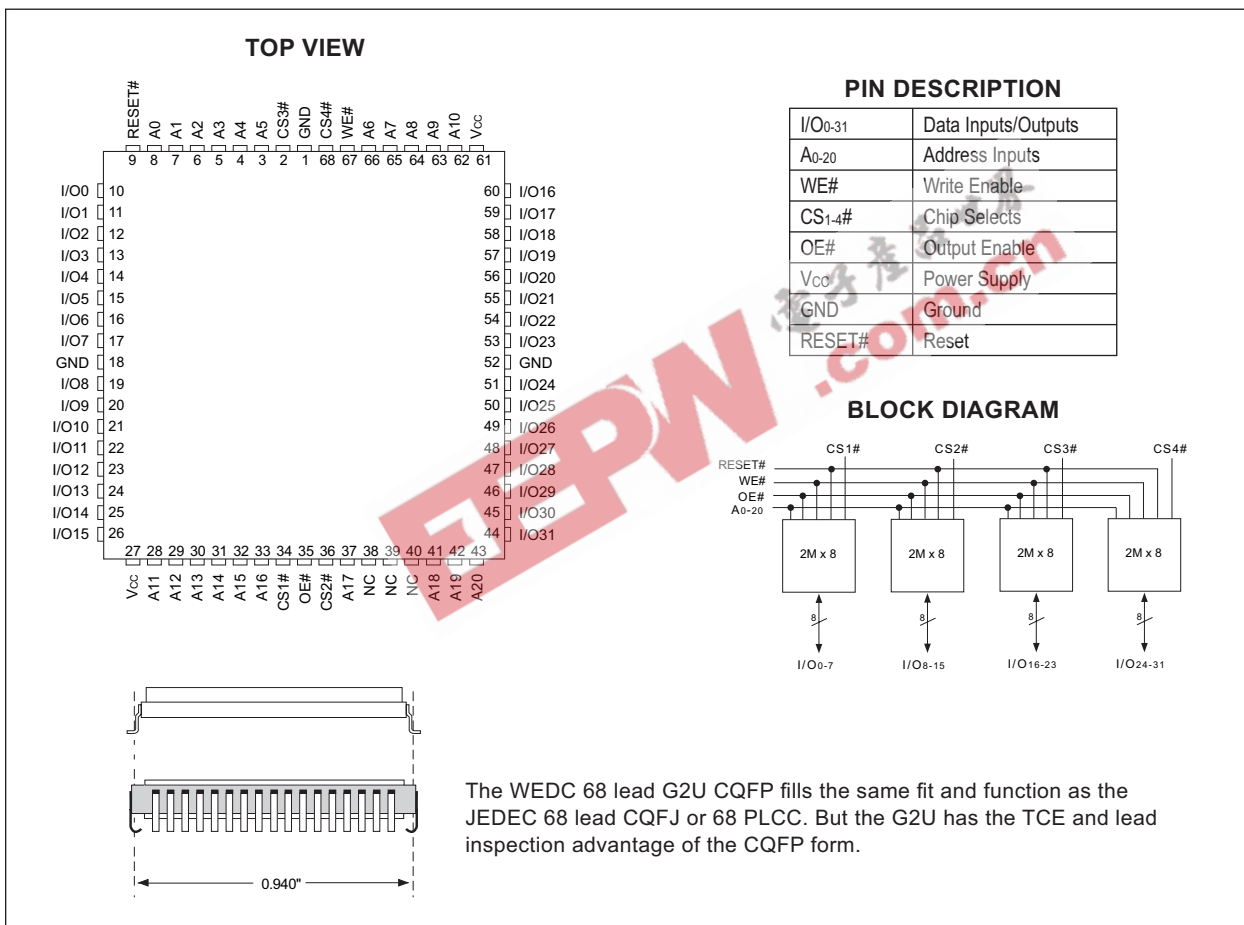 TOP VIEW
RESET#
A0
A1
A2
A3
A4
A5
CS3#
GND
CS4#
WE#
A6
A7
A8
A9
A10
Vcc
9 8 7 6 5 4 3 2 1 68 67 66 65 64 63 62 61
I/O0 10
I/O1 11
I/O2 12
I/O3 13
I/O4 14
I/O5 15
I/O6 16
I/O7 17
GND 18
I/O8 19
I/O9 20
I/O10 21
I/O11 22
I/O12 23
I/O13 24
I/O14 25
I/O15 26
60 I/O16
59 I/O17
58 I/O18
57 I/O19
56 I/O20
55 I/O21
54 I/O22
53 I/O23
52 GND
51 I/O24
50 I/O25
49 I/O26
48 I/O27
47 I/O28
46 I/O29
45 I/O30
44 I/O31
27 28 29 30 31 32 33 34 35 36 37 38 39 40 41 42 43
Vcc
A11
A12
A13
A14
A15
A16
CS1#
OE#
CS2#
A17
NC
NC
NC
A18
A19
A20
PIN DESCRIPTION
I/O0-31 Data Inputs/Outputs
A0-20 Address Inputs
WE# Write Enable
CS1-4# Chip Selects
OE# Output Enable
Vcc Power Supply
GND Ground
RESET# Reset
EEPW
電子產品世界
.com.cn
BLOCK DIAGRAM
CS1# CS2# CS3# CS4#
RESET#
WE#
OE#
A0-20
2M x 8 2M x 8 2M x 8 2M x 8
8 8 8 8
I/O0-7 I/O8-15 I/O16-23 I/O24-31
0.940"
The WEDC 68 lead G2U CQFP fills the same fit and function as the
JEDEC 68 lead CQFJ or 68 PLCC. But the G2U has the TCE and lead
inspection advantage of the CQFP form.